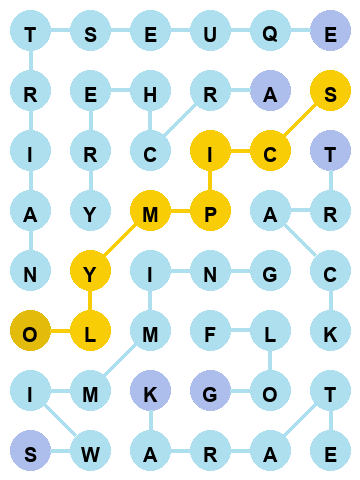 T S E U Q E
R E H R A S
I R C I C T
A Y M P A R
N Y I N G C
O L M F L K
I M K G O T
S W A R A E